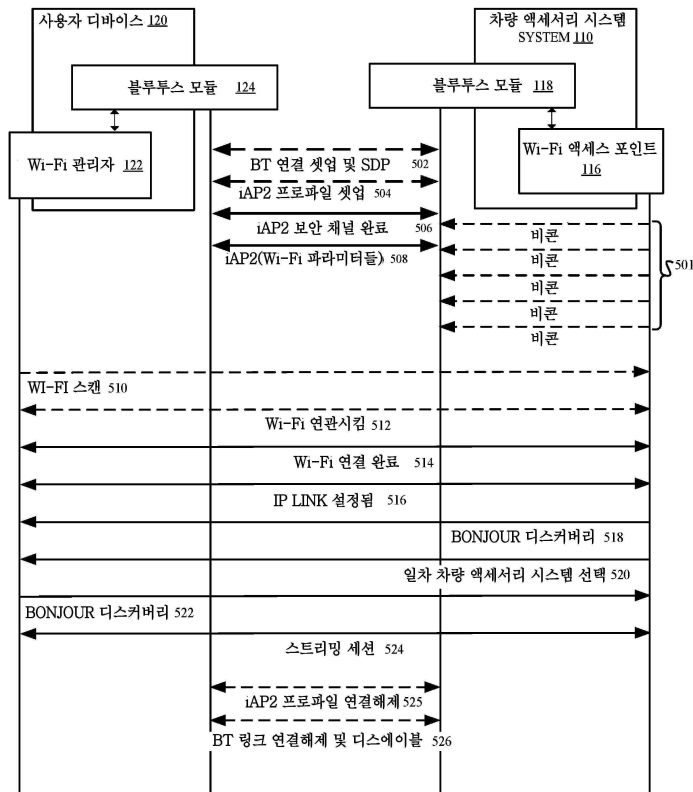 사용자 디바이스 120
차량 액세서리 시스템
SYSTEM 110
블루투스 모듈 124
블루투스 모듈 118
Wi-Fi 관리자 122
Wi-Fi 액세스 포인트
116
BT 연결 셋업 및 SDP 502
iAP2 프로파일 셋업 504
iAP2 보안 채널 완료 506
iAP2(Wi-Fi 파라미터들) 508
비콘
비콘
비콘
비콘
비콘
501
WI-FI 스캔 510
Wi-Fi 연관시킴 512
Wi-Fi 연결 완료 514
IP LINK 설정됨 516
BONJOUR 디스커버리 518
일차 차량 액세서리 시스템 선택 520
BONJOUR 디스커버리 522
스트리밍 세션 524
iAP2 프로파일 연결해제 525
BT 링크 연결해제 및 디스에이블 526